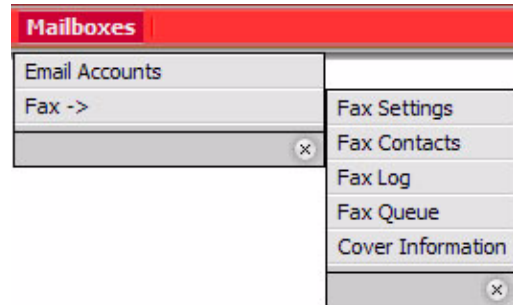 Mailboxes
Email Accounts
Fax ->
Fax Settings
Fax Contacts
Fax Log
Fax Queue
Cover Information